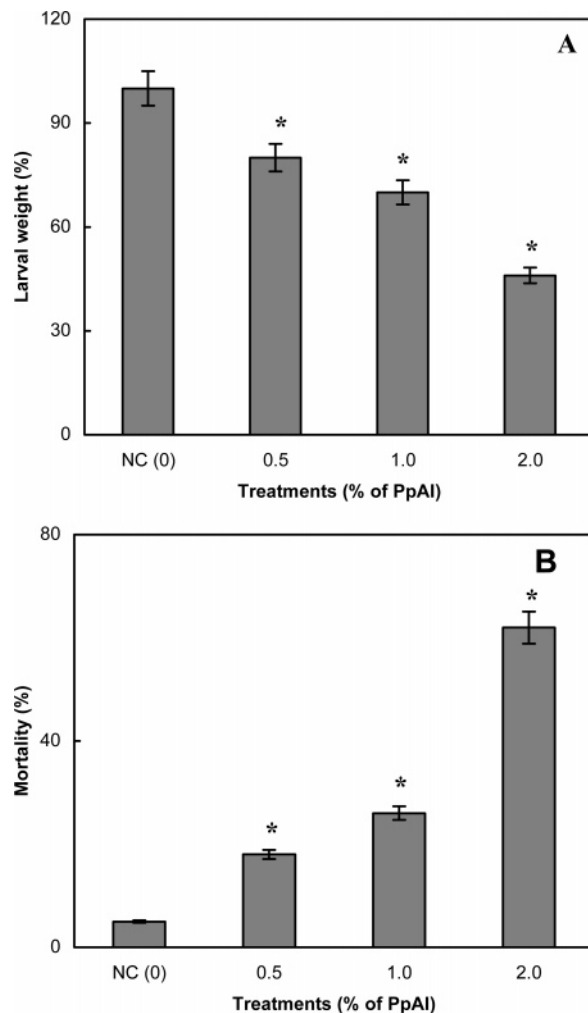 A
120
90
60
30
0
Larval weight (%)
*
*
*
NC (0) 0.5 1.0 2.0
Treatments (% of PpAI)
B
80
40
0
Mortality (%)
*
*
*
NC (0) 0.5 1.0 2.0
Treatments (% of PpAI)